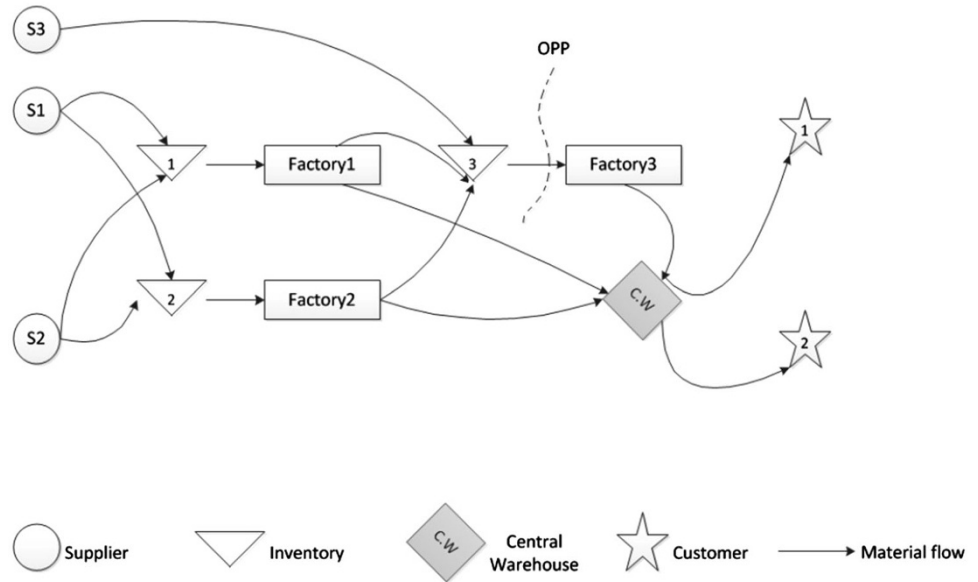 S3
OPP
S1
1
1
Factory1
3
Factory3
2
Factory2
C.W
S2
2
Supplier
Inventory
C.W
Central
Warehouse
Customer
Material flow